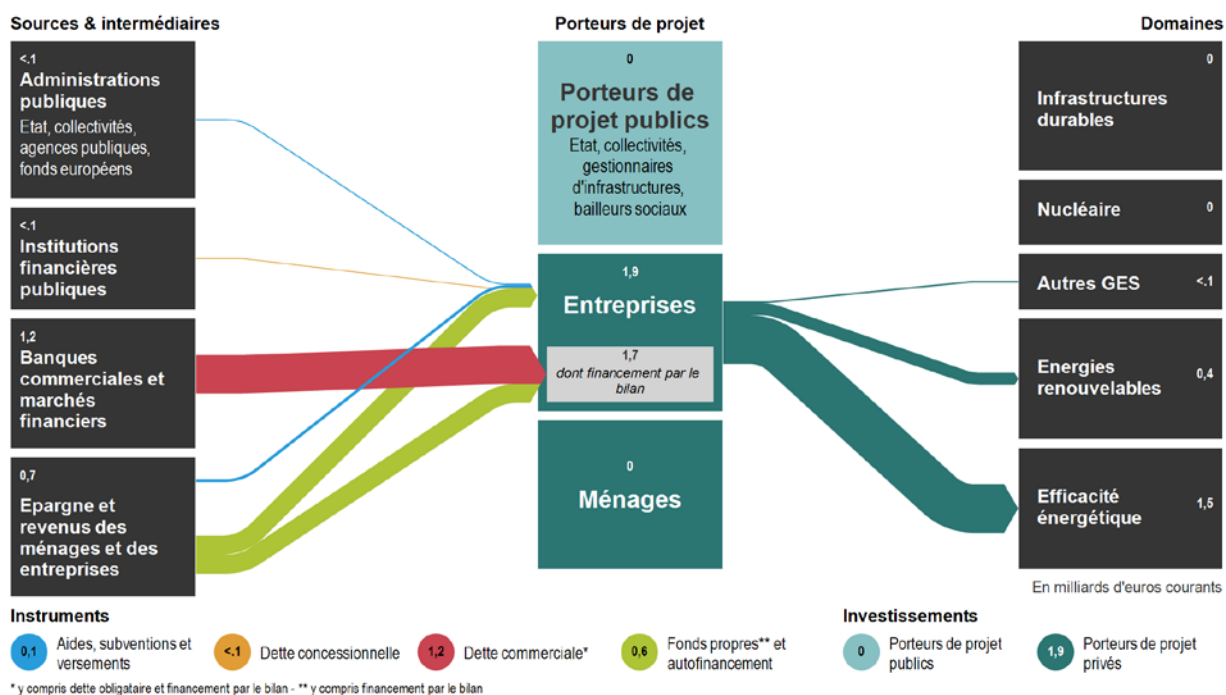 Sources & intermédiaires
Porteurs de projet
Domaines
<.1
Administrations
publiques
Etat, collectivités,
agences publiques,
fonds européens
<.1
Institutions
financières
publiques
1,2
Banques
commerciales et
marchés
financiers
0,7
Epargne et
revenus des
ménages et des
entreprises
0
Porteurs de
projet publics
Etat, collectivités,
gestionnaires
d'infrastructures,
bailleurs sociaux
1,9
Entreprises
1,7
dont financement par le
bilan
0
Ménages
0
Infrastructures
durables
Nucléaire
0
Autres GES
<.1
Energies
renouvelables
0,4
Efficacité
énergétique
1,5
En milliards d'euros courants
Instruments
0,1
Aides, subventions et
versements
<.1
Dette concessionnelle
1,2
Dette commerciale*
0,6
Fonds propres** et
autofinancement
Investissements
0
Porteurs de projet
publics
1,9
Porteurs de projet
privés
* y compris dette obligataire et financement par le bilan - ** y compris financement par le bilan